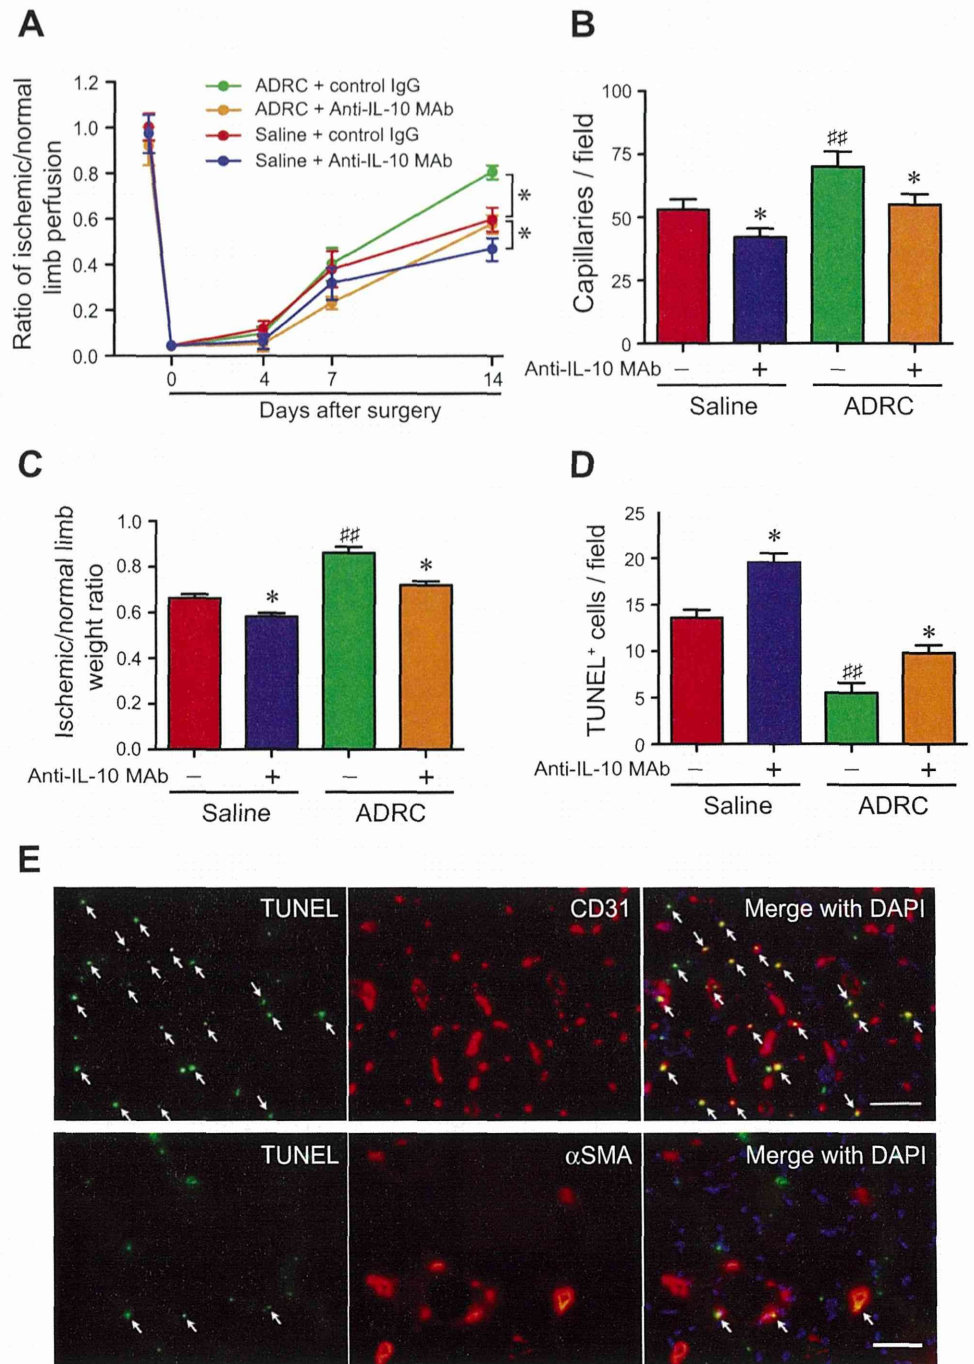 A
Ratio of ischemic/normal
limb perfusion
1.2
1.0
0.8
0.6
0.4
0.2
0.0
ADRC + control IgG
ADRC + Anti-IL-10 MAb
Saline + control IgG
Saline + Anti-IL-10 MAb
*
*
0 4 7 14
Days after surgery
B
Capillaries / field
100
75
50
25
0
* ## *
Anti-IL-10 MAb − + − +
Saline ADRC
C
Ischemic/normal limb
weight ratio
1.0
0.8
0.6
0.4
0.2
0.0
* ## *
Anti-IL-10 MAb − + − +
Saline ADRC
D
TUNEL⁺ cells / field
25
20
15
10
5
0
* ## *
Anti-IL-10 MAb − + − +
Saline ADRC
E
TUNEL CD31 Merge with DAPI
TUNEL αSMA Merge with DAPI